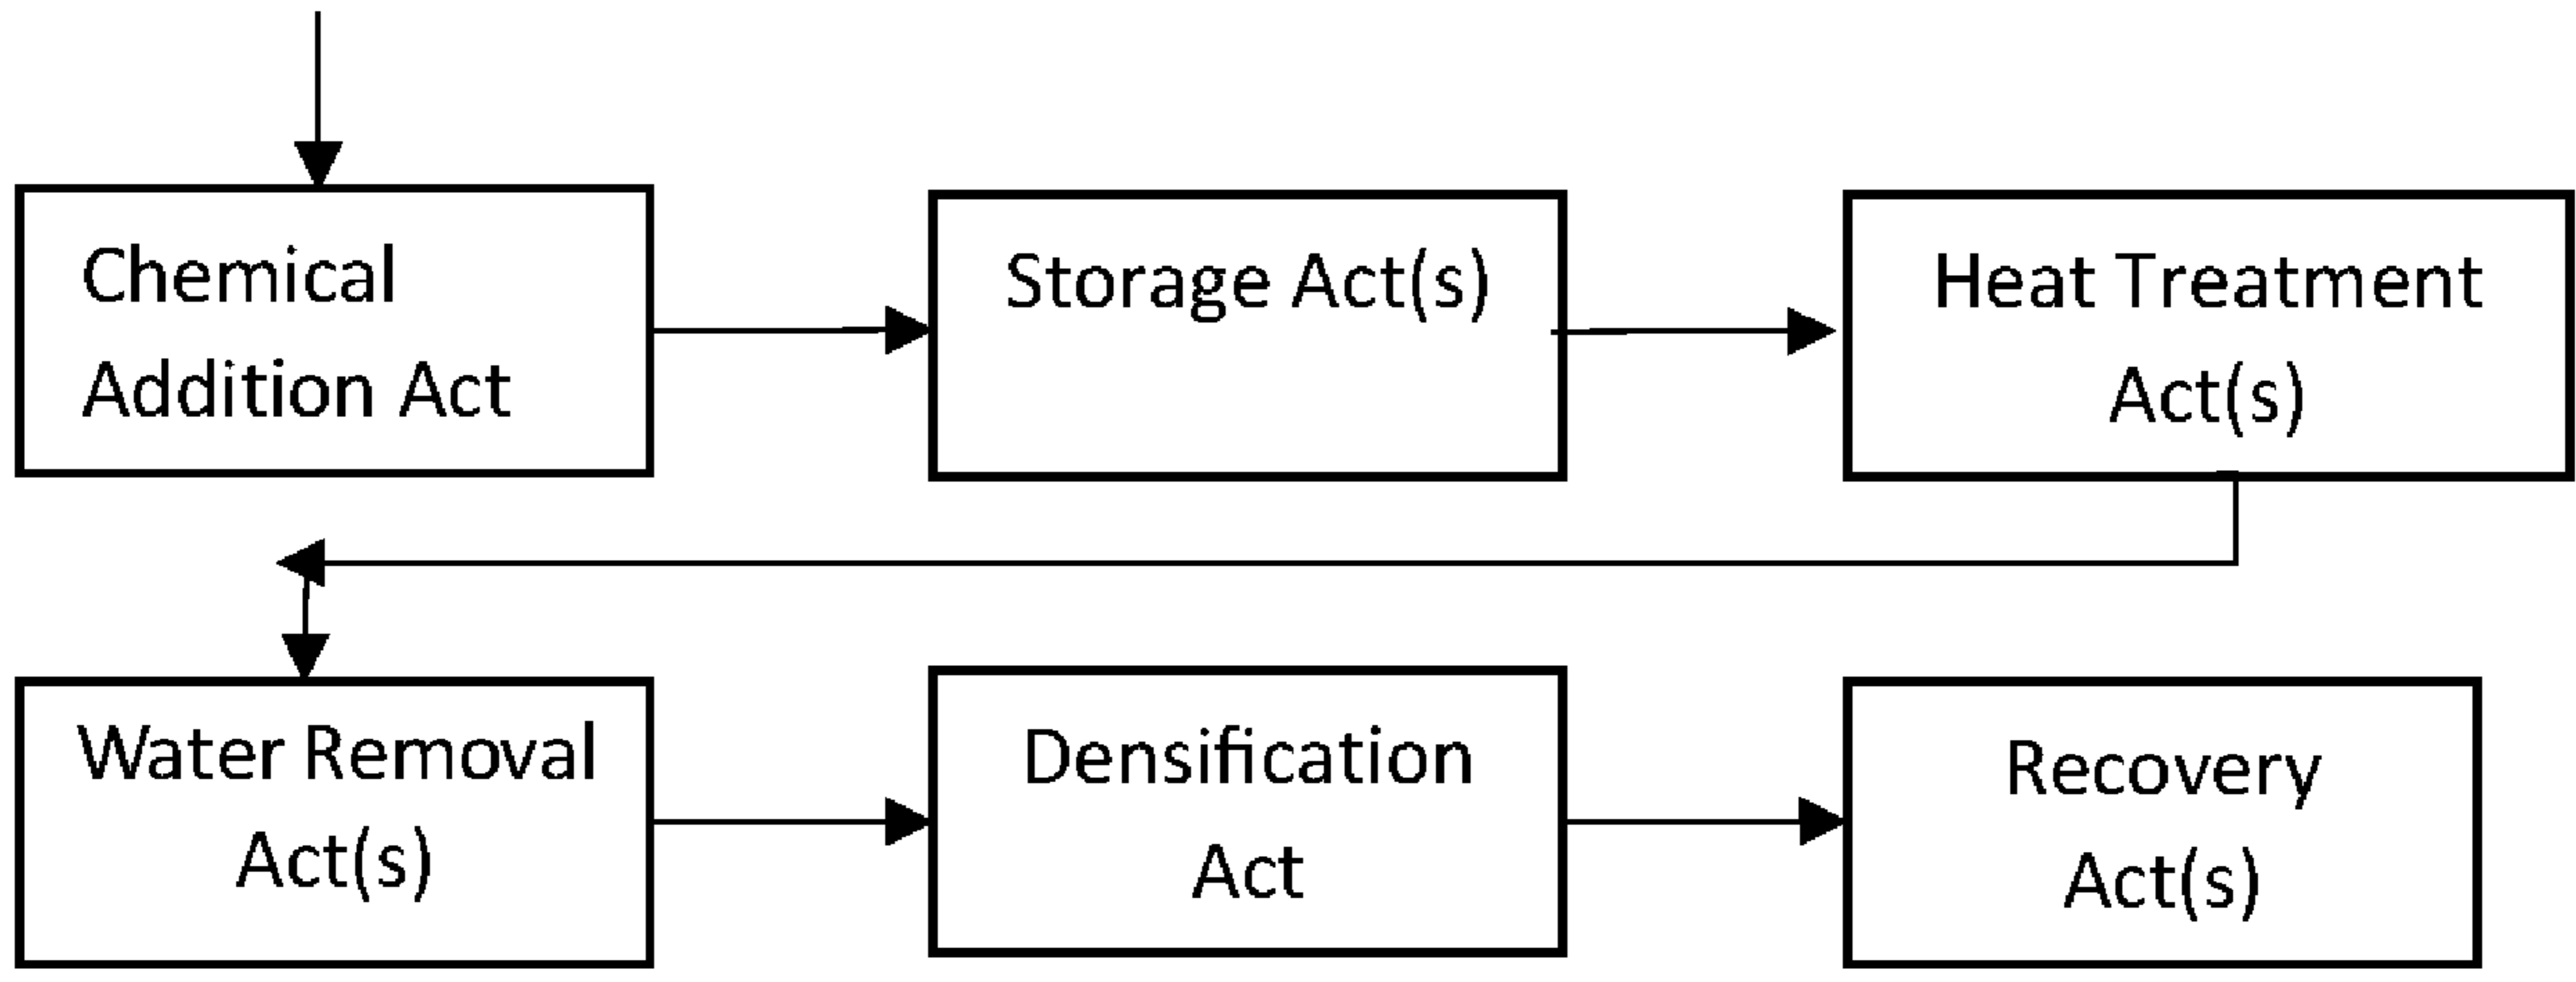 Chemical
Addition Act
Storage Act(s)
Heat Treatment
Act(s)
Water Removal
Act(s)
Densification
Act
Recovery
Act(s)